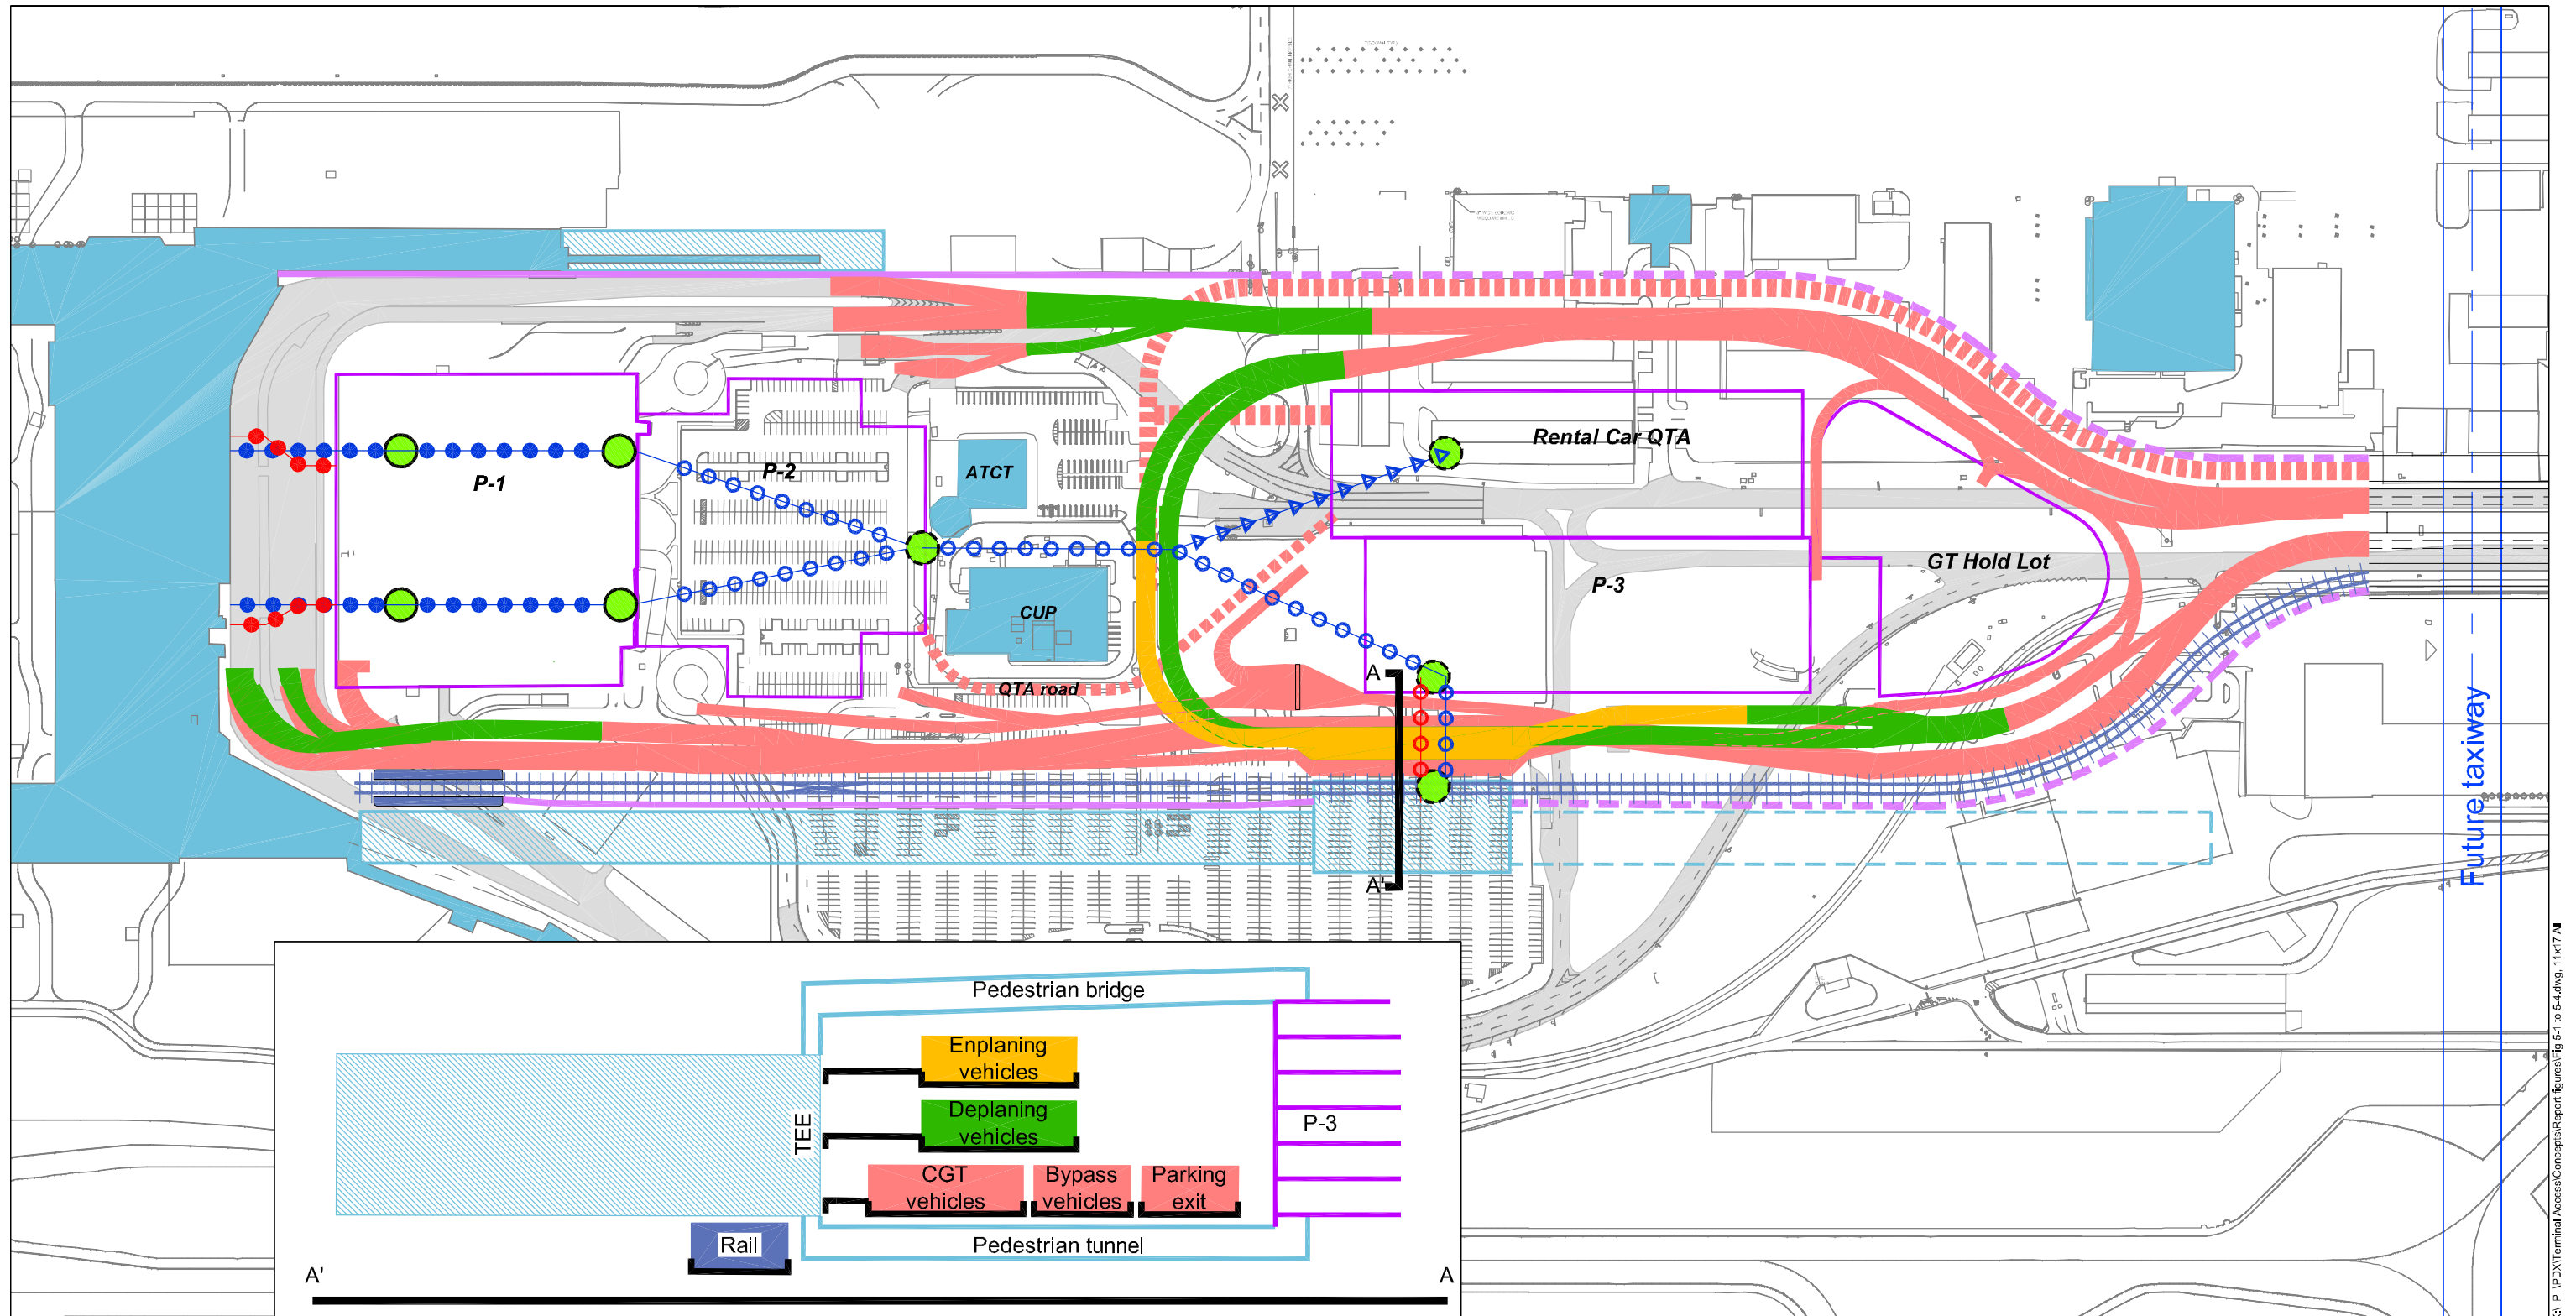 P-1
P-2
ATCT
CUP
QTA road
Rental Car QTA
P-3
GT Hold Lot
A
A'
Future taxiway
Pedestrian bridge
Enplaning
vehicles
Deplaning
vehicles
CGT
vehicles
Bypass
vehicles
Parking
exit
TEE
P-3
Rail
Pedestrian tunnel
A'
A